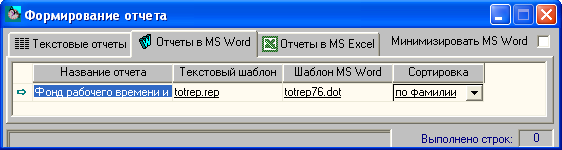 Формирование отчета
Текстовые отчеты Отчеты в MS Word Отчеты в MS Excel Минимизировать MS Word
Название отчета Текстовый шаблон Шаблон MS Word Сортировка
Фонд рабочего времени и totrep.rep totrep76.dot по фамилии
Выполнено строк: 0